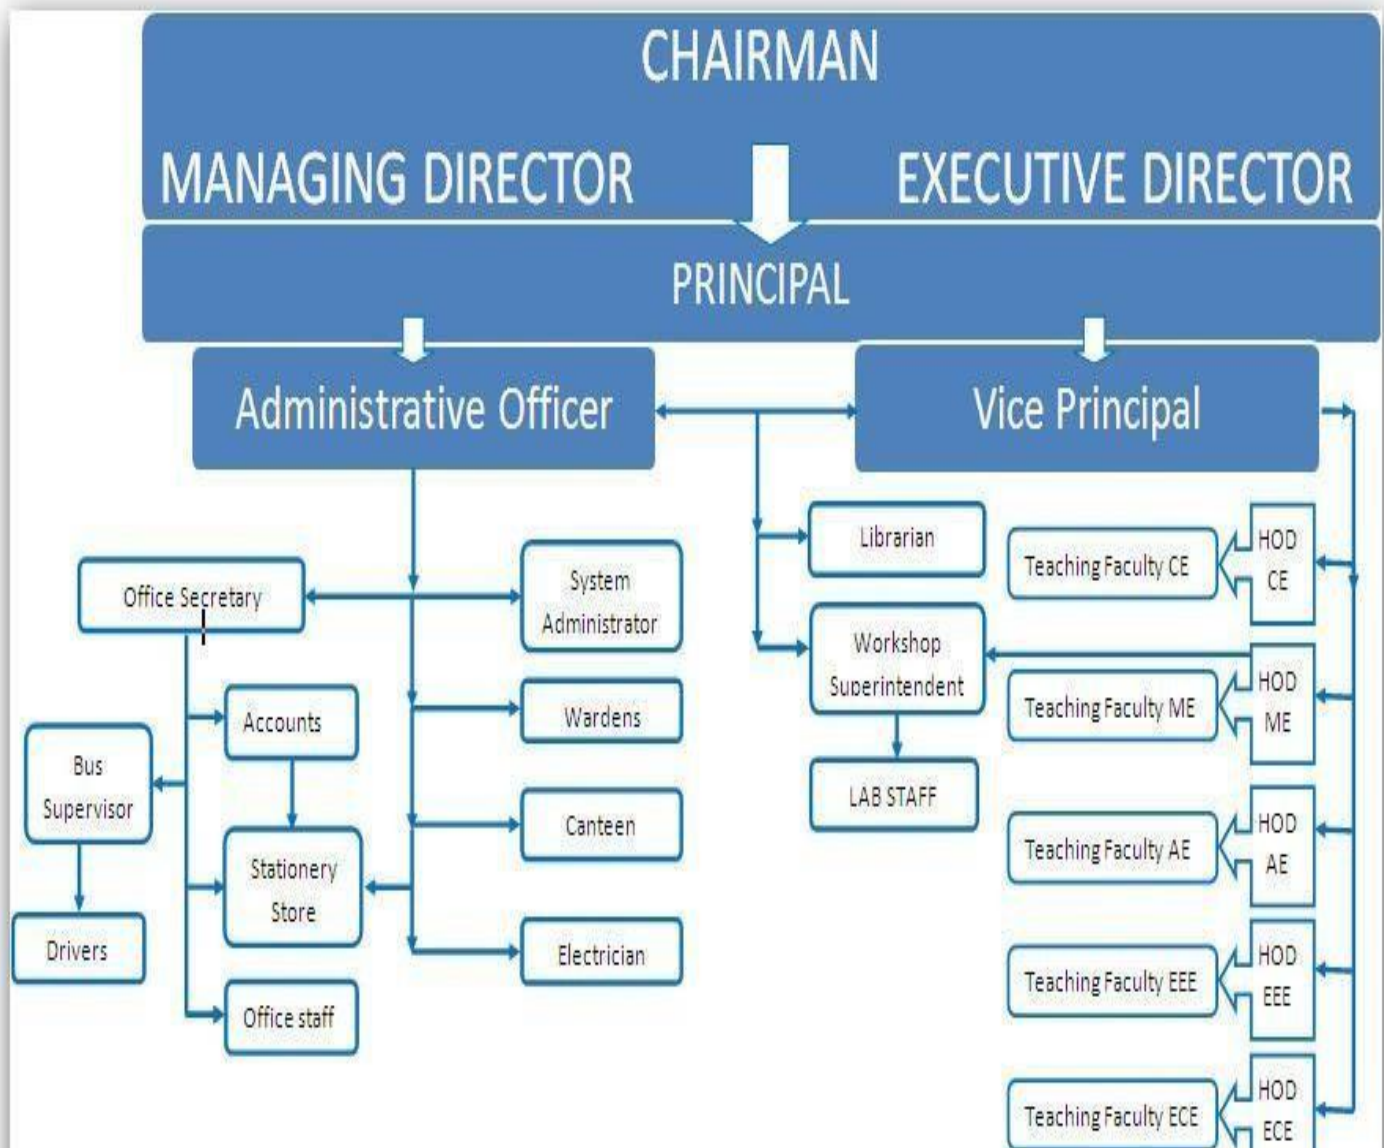 CHAIRMAN
MANAGING DIRECTOR
EXECUTIVE DIRECTOR
PRINCIPAL
Administrative Officer
Vice Principal
Office Secretary
System
Administrator
Wardens
Canteen
Electrician
Accounts
Bus
Supervisor
Stationery
Store
Drivers
Office staff
Librarian
Workshop
Superintendent
LAB STAFF
Teaching Faculty CE
HOD
CE
Teaching Faculty ME
HOD
ME
Teaching Faculty AE
HOD
AE
Teaching Faculty EEE
HOD
EEE
Teaching Faculty ECE
HOD
ECE